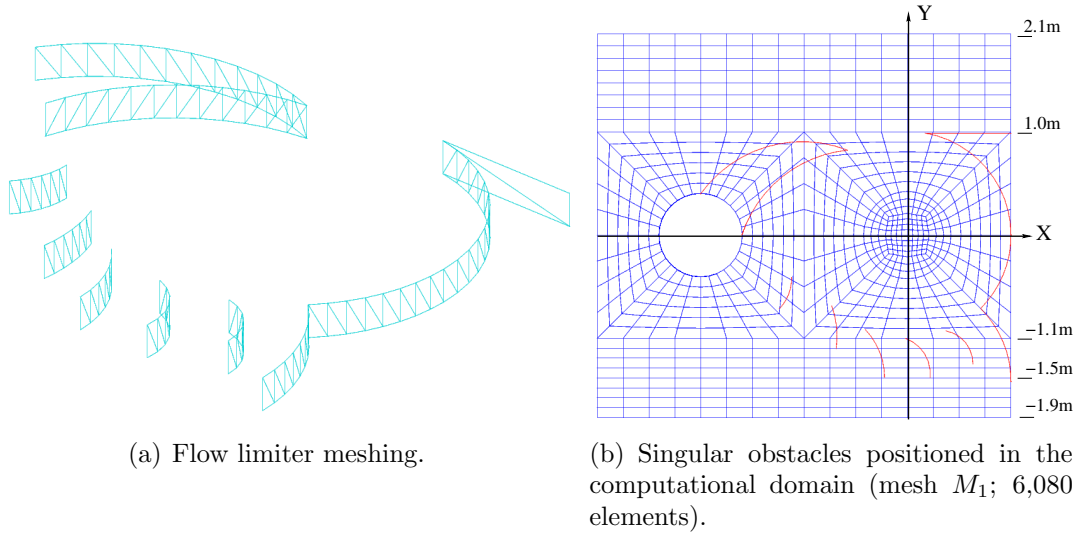 Y
2.1m
1.0m
X
−1.1m
−1.5m
−1.9m
(a) Flow limiter meshing.
(b) Singular obstacles positioned in the
computational domain (mesh M₁; 6,080
elements).